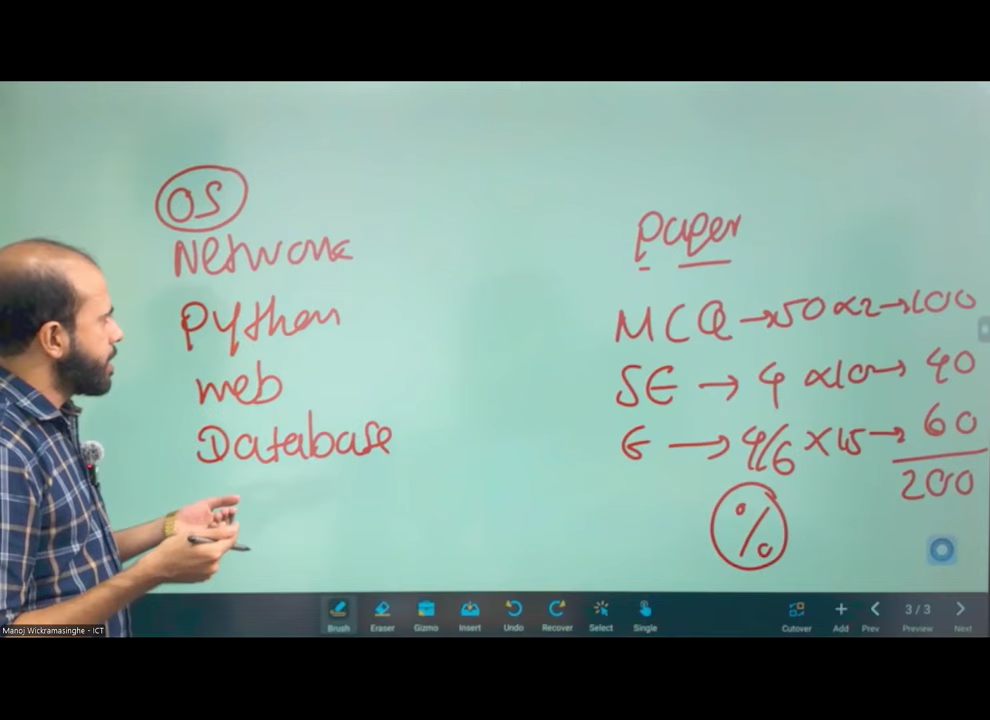 OS
Network
Python
web
Database
Paper
MCQ → 50 x 2 → 100
SE → 4 x 10 → 40
E → 4/6 x 15 → 60
200
%
Manoj Wickramasinghe - ICT
Brush
Eraser
Gizmo
Insert
Undo
Recover
Select
Single
Cutover
Add
Prev
3 / 3
Preview
Next